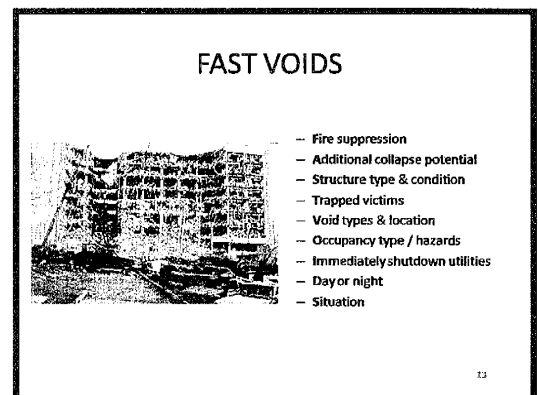 FAST VOIDS
– Fire suppression
– Additional collapse potential
– Structure type & condition
– Trapped victims
– Void types & location
– Occupancy type / hazards
– Immediately shutdown utilities
– Day or night
– Situation
13